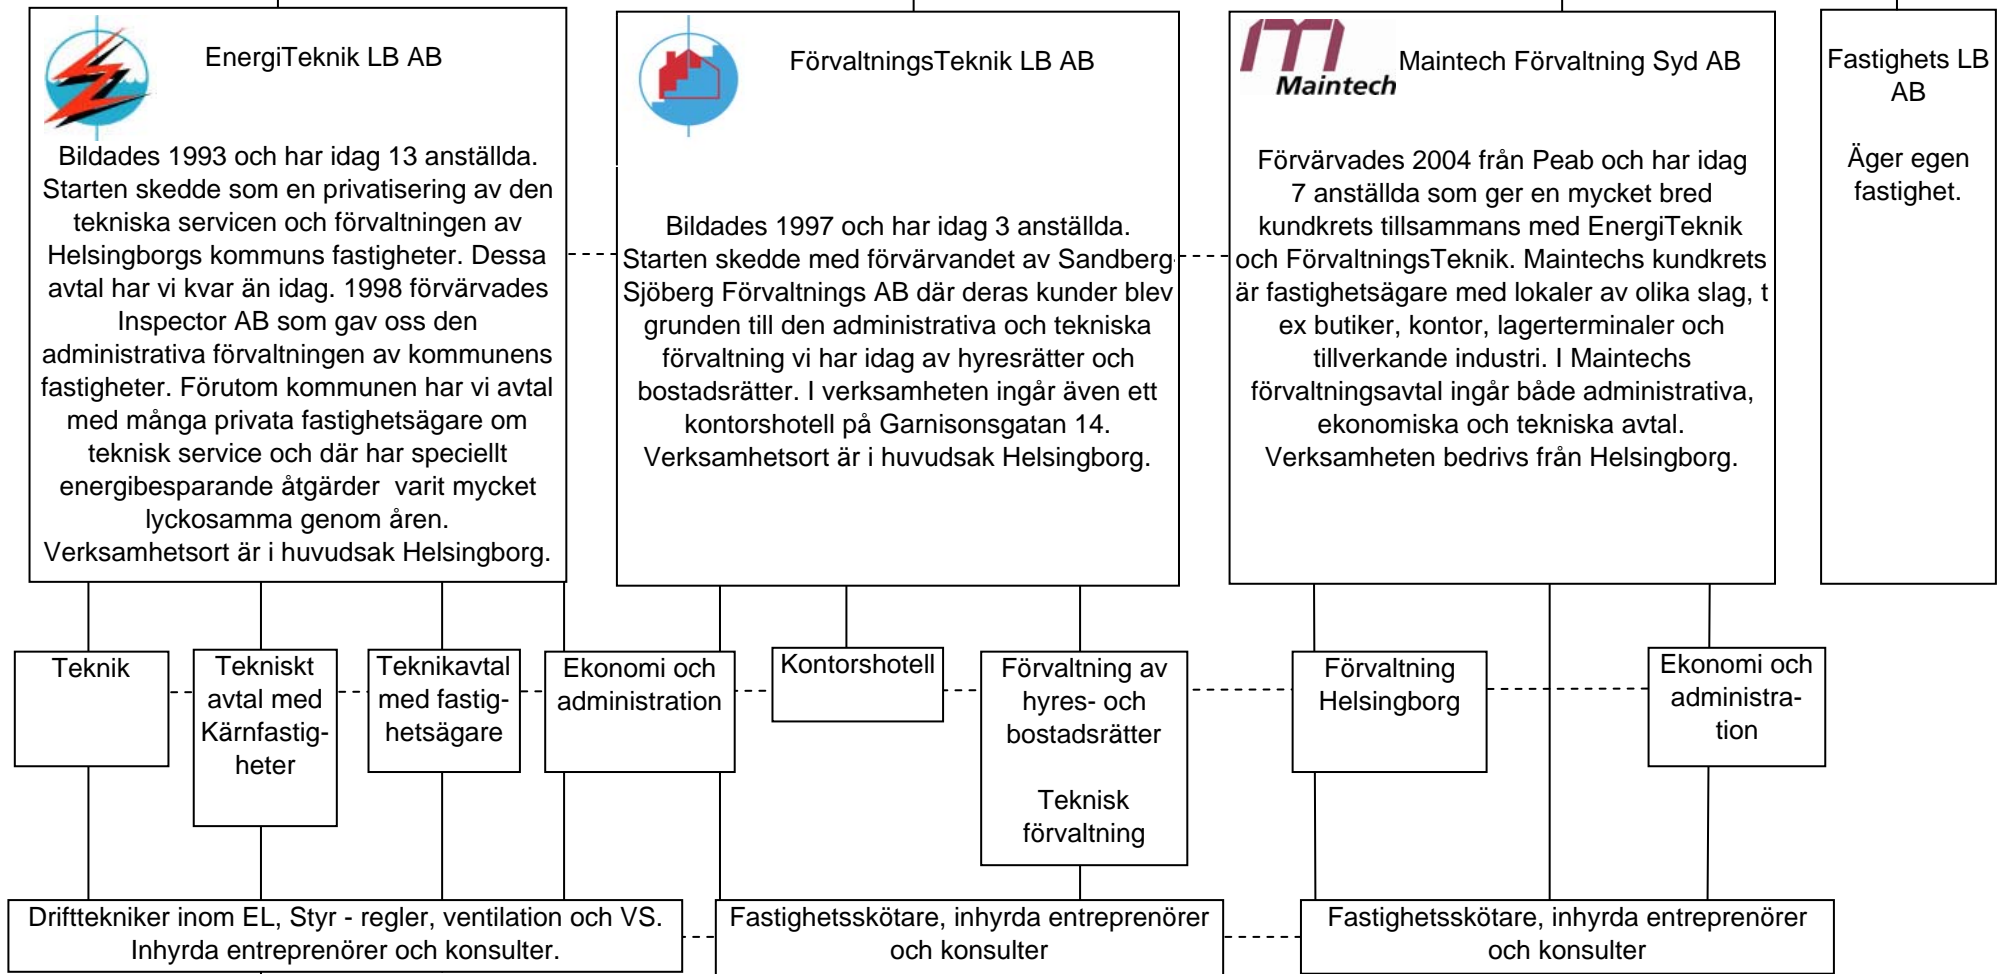 EnergiTeknik LB AB
Bildades 1993 och har idag 13 anställda.
Starten skedde som en privatisering av den
tekniska servicen och förvaltningen av
Helsingborgs kommuns fastigheter. Dessa
avtal har vi kvar än idag. 1998 förvärvades
Inspector AB som gav oss den
administrativa förvaltningen av kommunens
fastigheter. Förutom kommunen har vi avtal
med många privata fastighetsägare om
teknisk service och där har speciellt
energibesparande åtgärder  varit mycket
lyckosamma genom åren.
Verksamhetsort är i huvudsak Helsingborg.
FörvaltningsTeknik LB AB
Bildades 1997 och har idag 3 anställda.
Starten skedde med förvärvandet av Sandberg
Sjöberg Förvaltnings AB där deras kunder blev
grunden till den administrativa och tekniska
förvaltning vi har idag av hyresrätter och
bostadsrätter. I verksamheten ingår även ett
kontorshotell på Garnisonsgatan 14.
Verksamhetsort är i huvudsak Helsingborg.
Maintech
Maintech Förvaltning Syd AB
Förvärvades 2004 från Peab och har idag
7 anställda som ger en mycket bred
kundkrets tillsammans med EnergiTeknik
och FörvaltningsTeknik. Maintechs kundkrets
är fastighetsägare med lokaler av olika slag, t
ex butiker, kontor, lagerterminaler och
tillverkande industri. I Maintechs
förvaltningsavtal ingår både administrativa,
ekonomiska och tekniska avtal.
Verksamheten bedrivs från Helsingborg.
Fastighets LB
AB
Äger egen
fastighet.
Teknik
Tekniskt
avtal med
Kärnfastig-
heter
Teknikavtal
med fastig-
hetsägare
Ekonomi och
administration
Kontorshotell
Förvaltning av
hyres- och
bostadsrätter
Teknisk
förvaltning
Förvaltning
Helsingborg
Ekonomi och
administra-
tion
Drifttekniker inom EL, Styr - regler, ventilation och VS.
Inhyrda entreprenörer och konsulter.
Fastighetsskötare, inhyrda entreprenörer
och konsulter
Fastighetsskötare, inhyrda entreprenörer
och konsulter